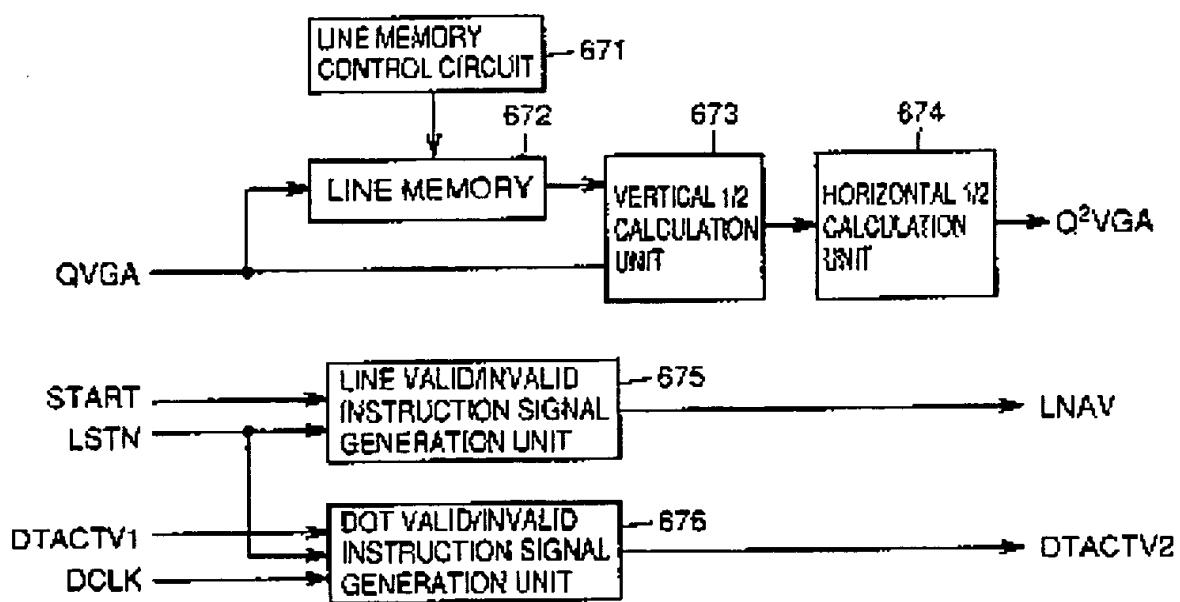 LINE MEMORY
CONTROL CIRCUIT
671
672
673
674
LINE MEMORY
VERTICAL 1/2
CALCULATION
UNIT
HORIZONTAL 1/2
CALCULATION
UNIT
Q²VGA
QVGA
START
LSTN
LINE VALID/INVALID
INSTRUCTION SIGNAL
GENERATION UNIT
675
LNAV
DTACTV1
DCLK
DOT VALID/INVALID
INSTRUCTION SIGNAL
GENERATION UNIT
676
DTACTV2